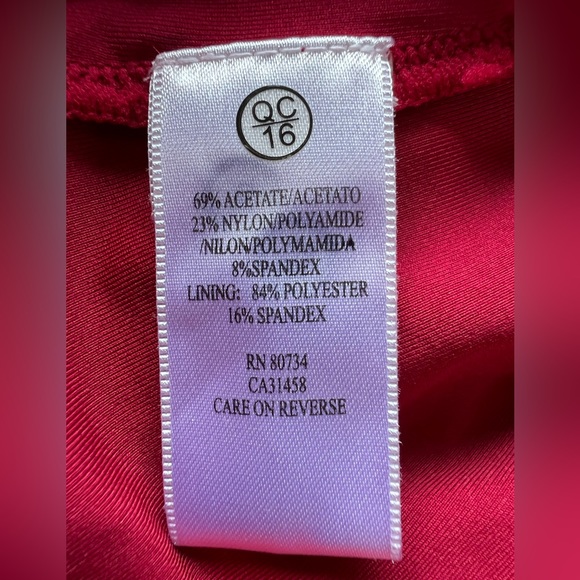 QC
16
69% ACETATE/ACETATO
23% NYLON/POLYAMIDE
/NILON/POLYMAMIDA
8%SPANDEX
LINING: 84% POLYESTER
16% SPANDEX
RN 80734
CA31458
CARE ON REVERSE